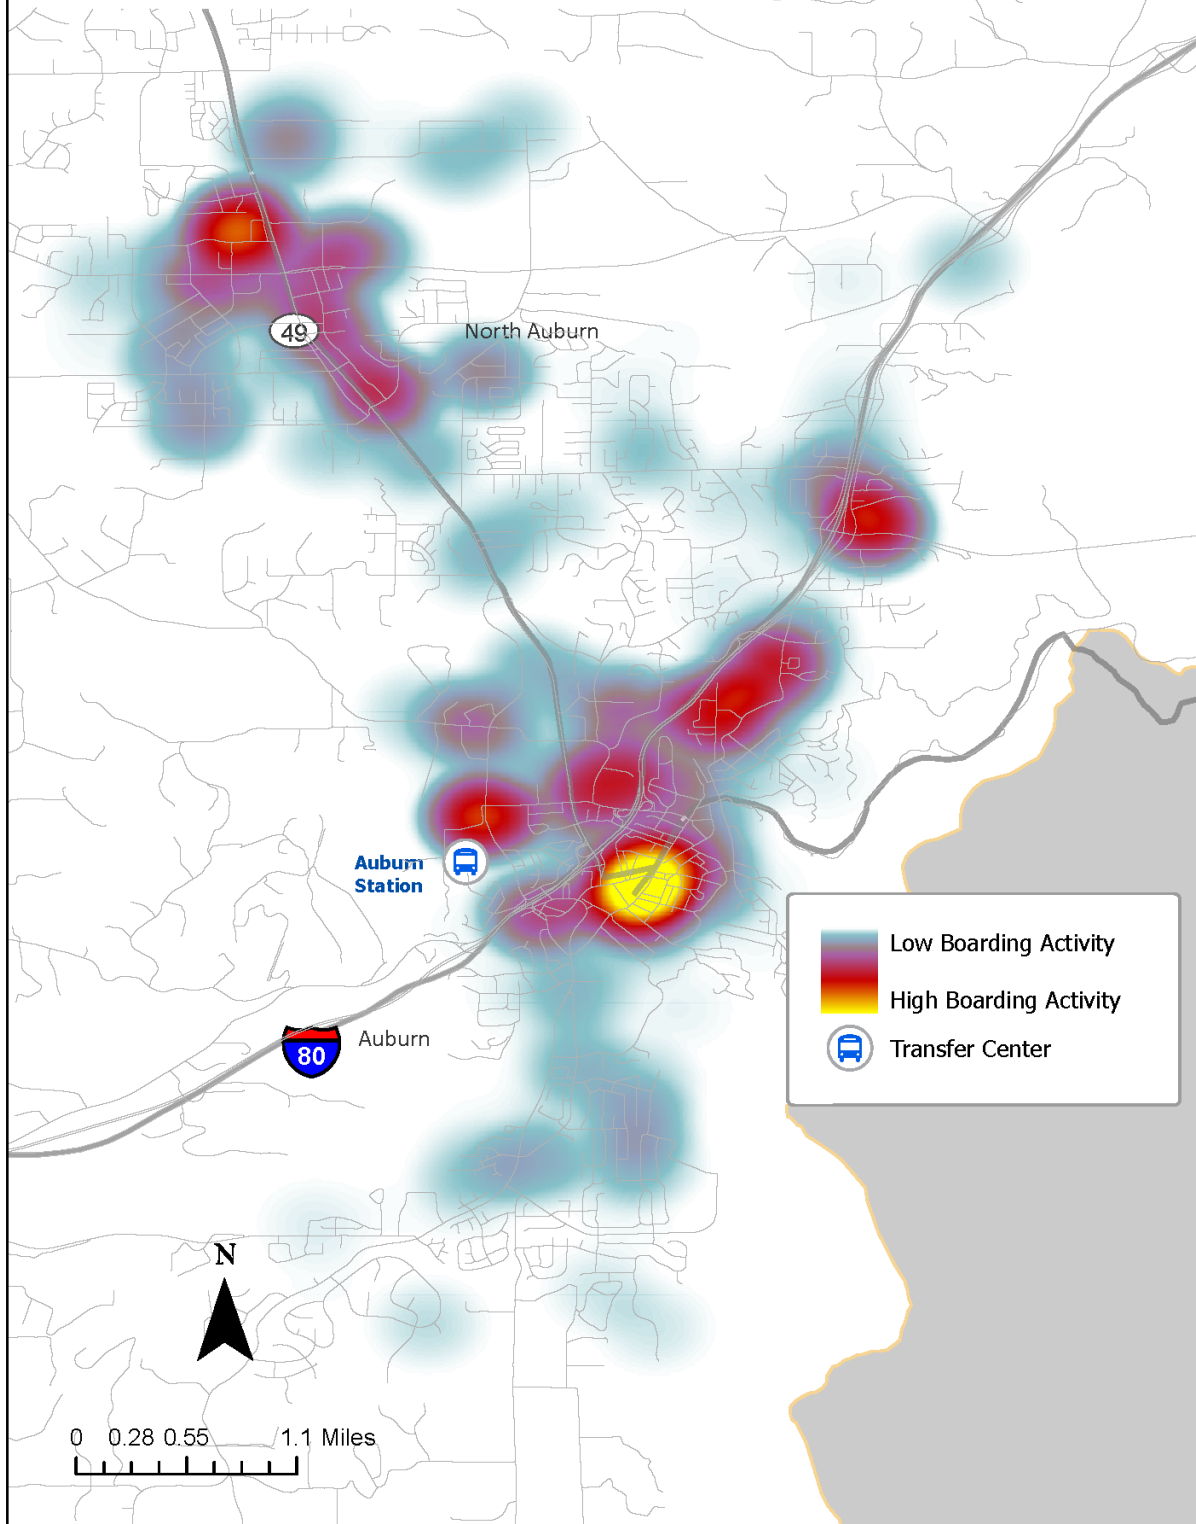 49
North Auburn
Auburn
Station
Low Boarding Activity
High Boarding Activity
Transfer Center
80
Auburn
N
0 0.28 0.55 1.1 Miles